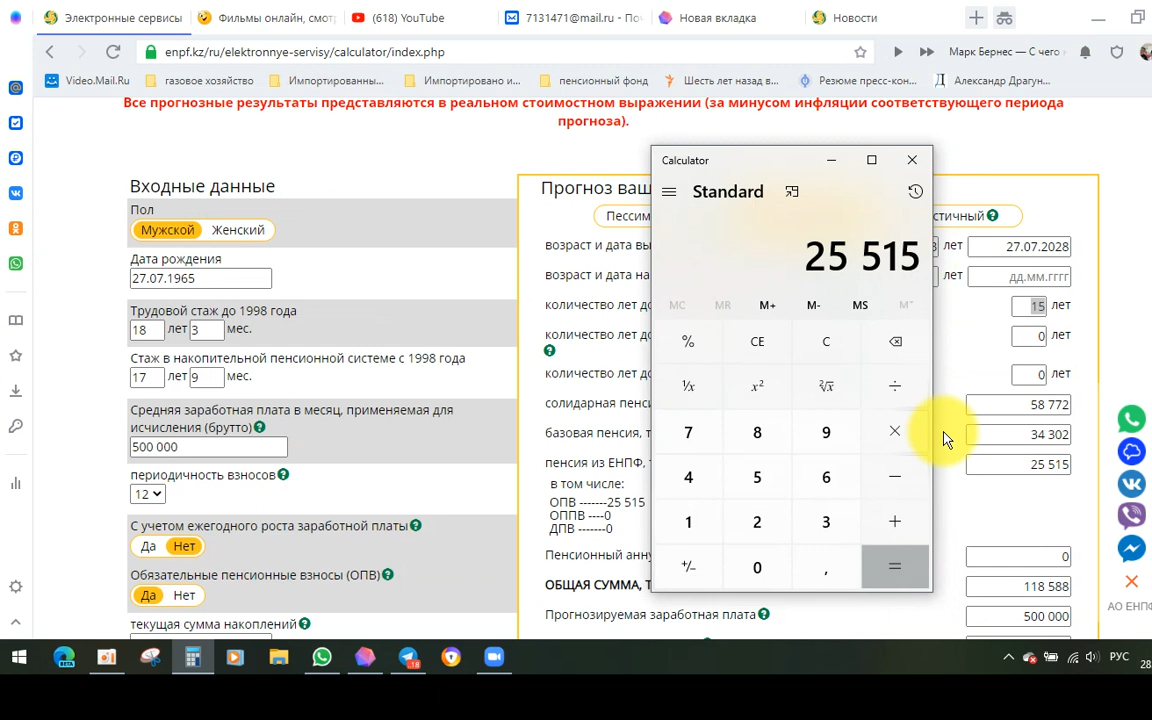 Электронные сервисы
Фильмы онлайн, смот
(618) YouTube
7131471@mail.ru - По
Новая вкладка
Новости
enpf.kz/ru/elektronnye-servisy/calculator/index.php
Марк Бернес — С чего
Video.Mail.Ru
газовое хозяйство
Импортированны...
Импортировано и...
пенсионный фонд
Шесть лет назад в...
Резюме пресс-кон...
Александр Драгун...
Все прогнозные результаты представляются в реальном стоимостном выражении (за минусом инфляции соответствующего периода
прогноза).
Входные данные
Пол
Мужской Женский
Дата рождения
27.07.1965
Трудовой стаж до 1998 года
18 лет 3 мес.
Стаж в накопительной пенсионной системе с 1998 года
17 лет 9 мес.
Средняя заработная плата в месяц, применяемая для
исчисления (брутто) ?
500 000
периодичность взносов ?
12
С учетом ежегодного роста заработной платы ?
Да Нет
Обязательные пенсионные взносы (ОПВ) ?
Да Нет
текущая сумма накоплений ?
Прогноз ваш
Пессим
стичный ?
возраст и дата вы
3 лет 27.07.2028
возраст и дата на
лет дд.мм.гггг
количество лет до
15 лет
количество лет до
?
0 лет
количество лет до
0 лет
солидарная пенси
58 772
базовая пенсия, т
34 302
пенсия из ЕНПФ, т
25 515
в том числе:
ОПВ -------25 515
ОППВ ----0
ДПВ -------0
Пенсионный анну
0
ОБЩАЯ СУММА, Т
118 588
Прогнозируемая заработная плата ?
500 000
Calculator
Standard
25 515
MC MR M+ M- MS M˅
% CE C
¹/x x² ²√x ÷
7 8 9 ×
4 5 6 −
1 2 3 +
+/− 0 , =
АО ЕНПФ
BETA
18
РУС
28